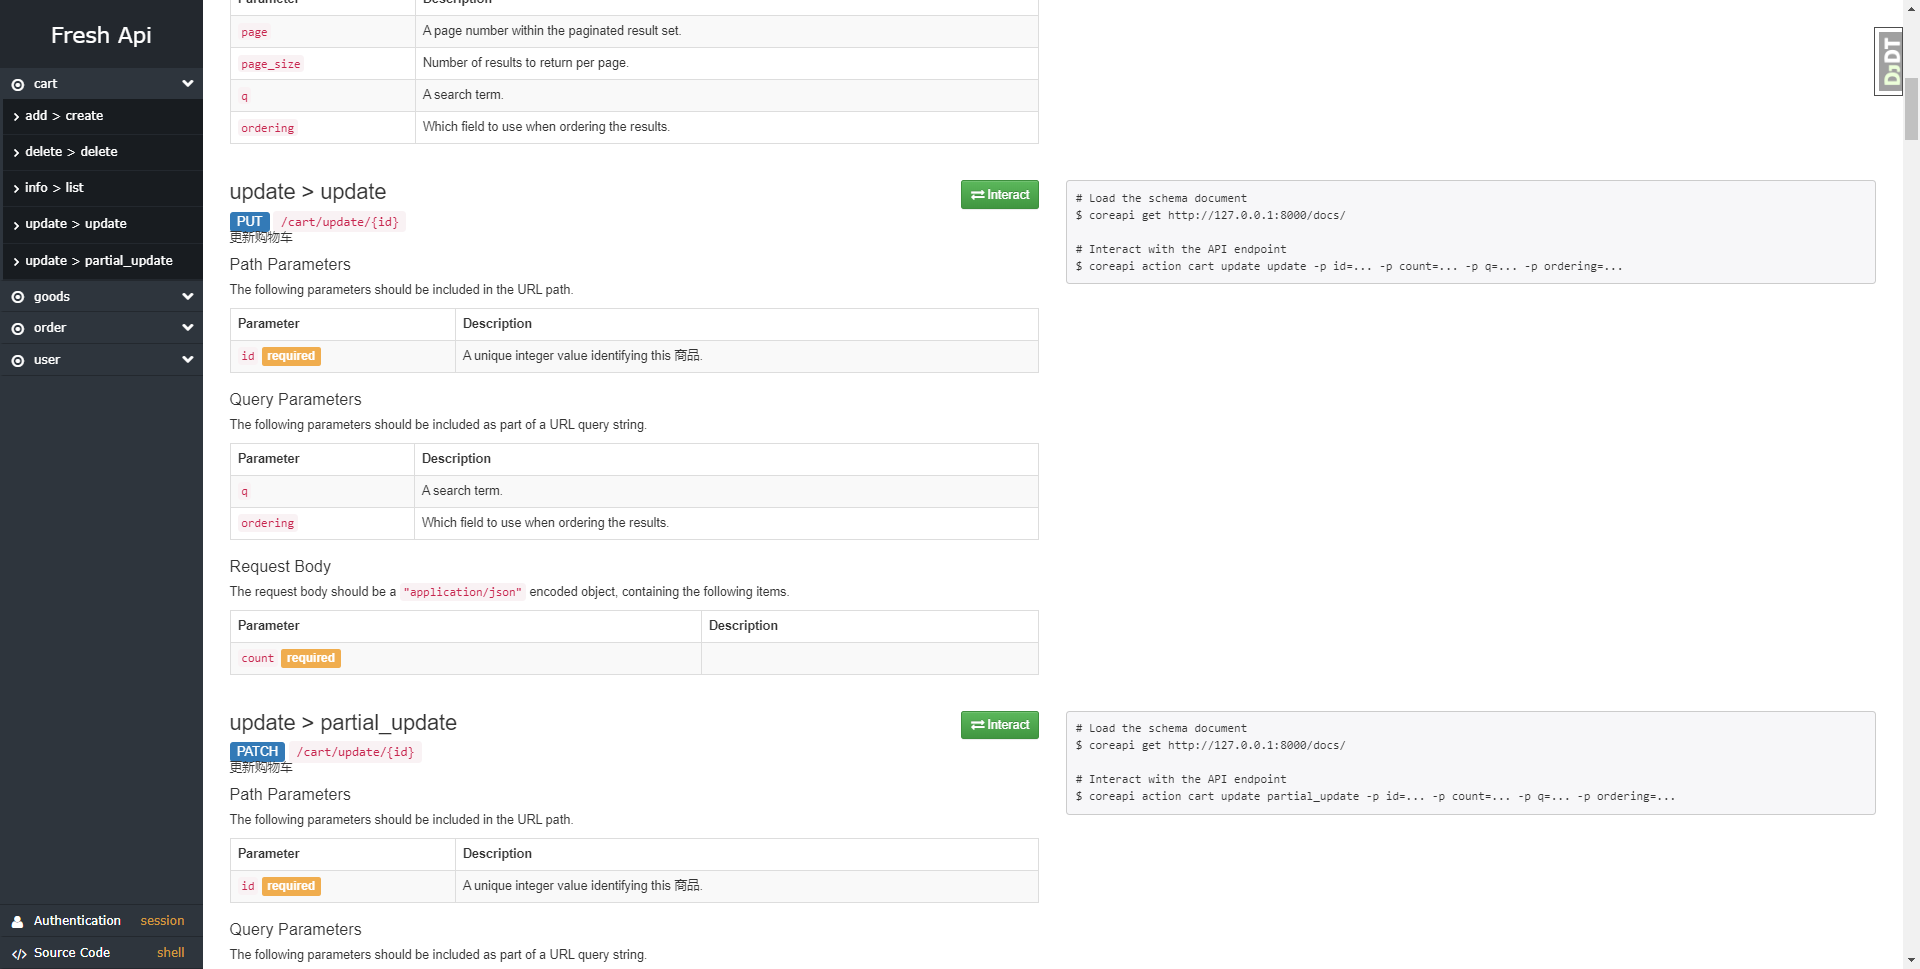 Fresh Api
cart
add > create
delete > delete
info > list
update > update
update > partial_update
goods
order
user
Authentication session
Source Code shell
Parameter Description
page A page number within the paginated result set.
page_size Number of results to return per page.
q A search term.
ordering Which field to use when ordering the results.
update > update
Interact
PUT /cart/update/{id}
更新购物车
Path Parameters
The following parameters should be included in the URL path.
Parameter Description
id required A unique integer value identifying this 商品.
Query Parameters
The following parameters should be included as part of a URL query string.
Parameter Description
q A search term.
ordering Which field to use when ordering the results.
Request Body
The request body should be a "application/json" encoded object, containing the following items.
Parameter Description
count required
# Load the schema document
$ coreapi get http://127.0.0.1:8000/docs/
# Interact with the API endpoint
$ coreapi action cart update update -p id=... -p count=... -p q=... -p ordering=...
update > partial_update
Interact
PATCH /cart/update/{id}
更新购物车
Path Parameters
The following parameters should be included in the URL path.
Parameter Description
id required A unique integer value identifying this 商品.
Query Parameters
The following parameters should be included as part of a URL query string.
# Load the schema document
$ coreapi get http://127.0.0.1:8000/docs/
# Interact with the API endpoint
$ coreapi action cart update partial_update -p id=... -p count=... -p q=... -p ordering=...
DJDT